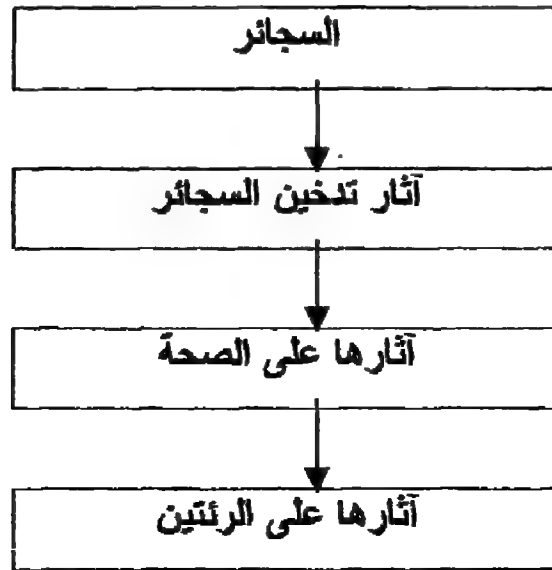 السجائر
آثار تدخين السجائر
آثارها على الصحة
آثارها على الرئتين